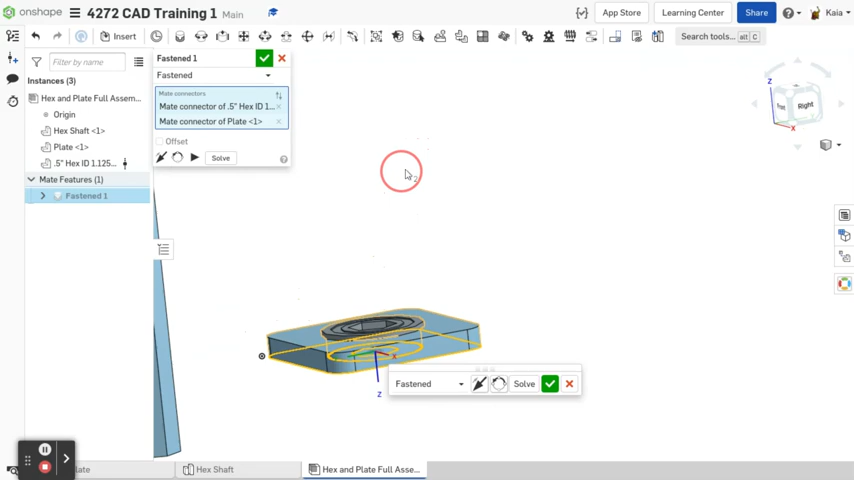 onshape 4272 CAD Training 1 Main App Store Learning Center Share Kaia
Insert Search tools... alt C
Filter by name
Instances (3)
Hex and Plate Full Assem...
Origin
Hex Shaft <1>
Plate <1>
.5" Hex ID 1.125...
Mate Features (1)
Fastened 1
Fastened 1
Fastened
Mate connectors
Mate connector of .5" Hex ID 1...
Mate connector of Plate <1>
Offset
Solve
Z
Front
Right
X
X
Z
Fastened Solve
late
Hex Shaft
Hex and Plate Full Asse...